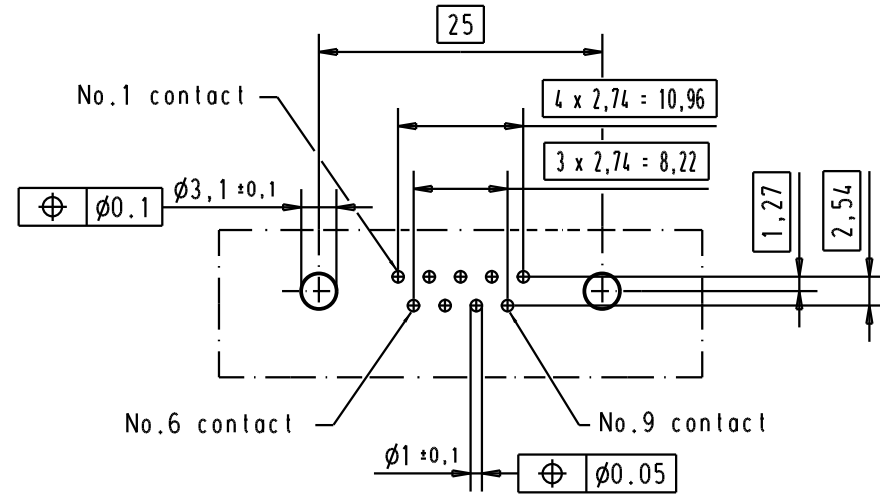 25
No.1 contact
4 x 2,74 = 10,96
3 x 2,74 = 8,22
⌖ ø0.1 ø3,1 ±0,1
1,27
2,54
No.6 contact
No.9 contact
ø1 ±0,1
⌖ ø0.05